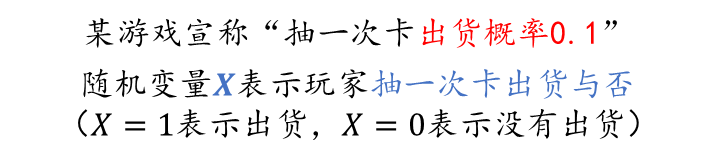 某游戏宣称“抽一次卡出货概率0.1”
随机变量X表示玩家抽一次卡出货与否
（X = 1表示出货，X = 0表示没有出货）